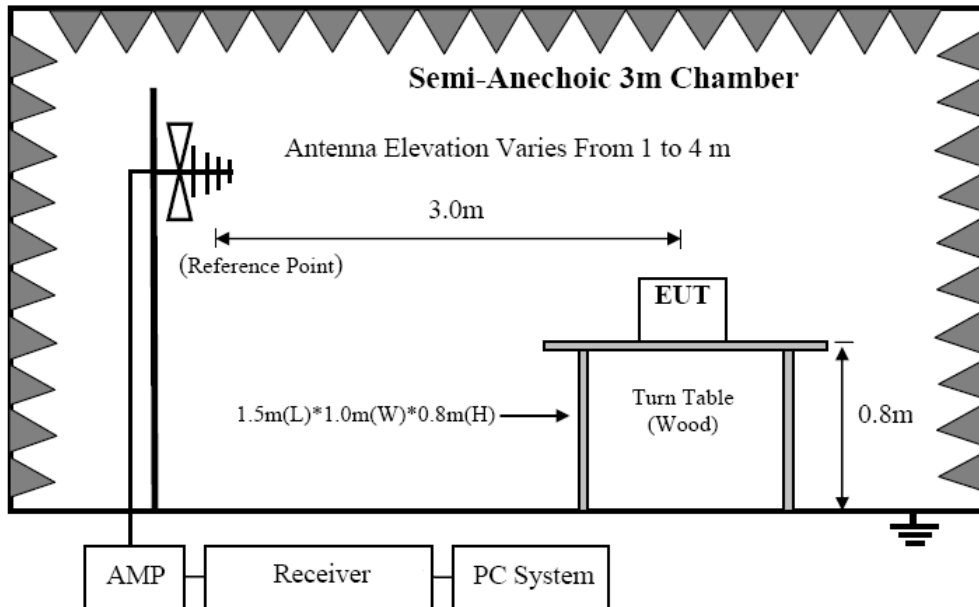 Semi-Anechoic 3m Chamber
Antenna Elevation Varies From 1 to 4 m
3.0m
(Reference Point)
EUT
1.5m(L)*1.0m(W)*0.8m(H)
Turn Table
(Wood)
0.8m
AMP
Receiver
PC System